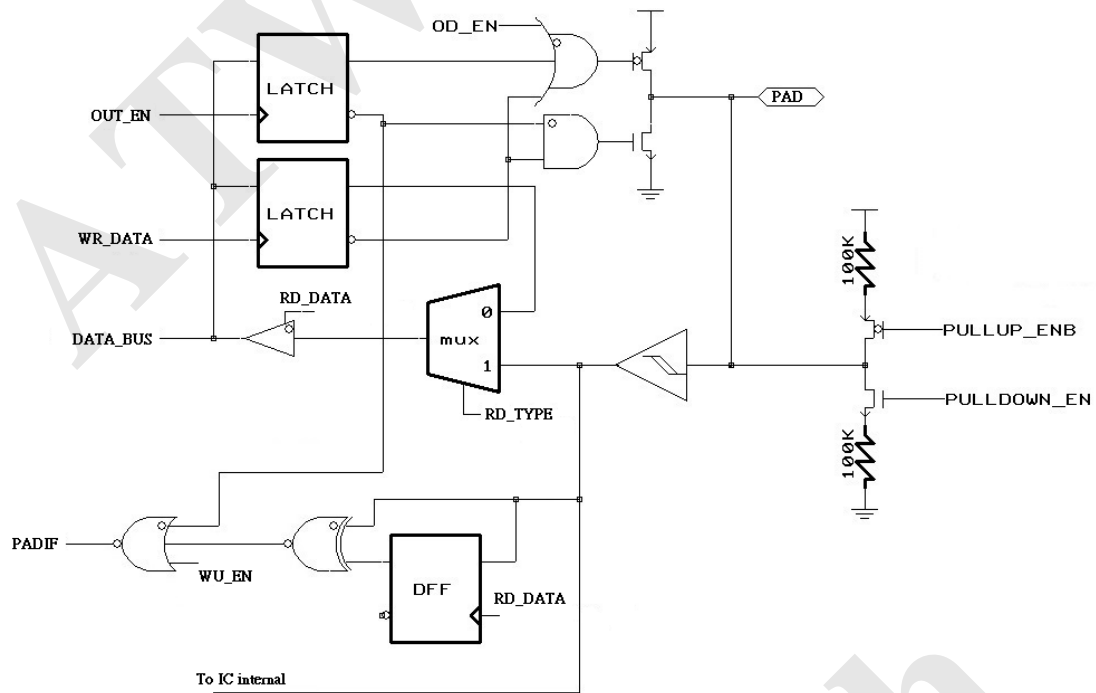 OD_EN
LATCH
PAD
OUT_EN
LATCH
WR_DATA
100K
RD_DATA
0
DATA_BUS
mux
PULLUP_ENB
1
PULLDOWN_EN
RD_TYPE
100K
PADIF
WU_EN
DFF
RD_DATA
To IC internal